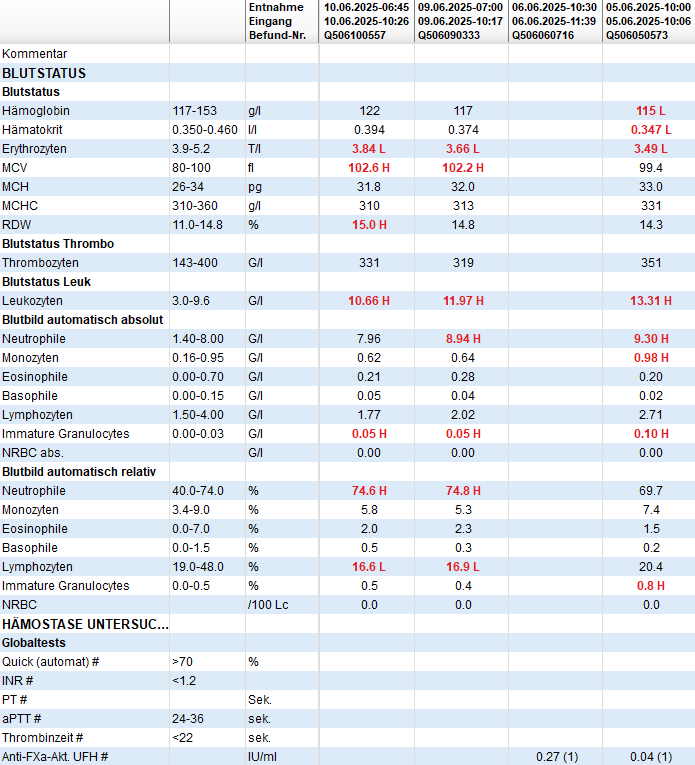 Entnahme 10.06.2025-06:45 09.06.2025-07:00 06.06.2025-10:30 05.06.2025-10:00
Eingang 10.06.2025-10:26 09.06.2025-10:17 06.06.2025-11:39 05.06.2025-10:06
Befund-Nr. Q506100557 Q506090333 Q506060716 Q506050573
Kommentar
BLUTSTATUS
Blutstatus
Hämoglobin 117-153 g/l 122 117 115 L
Hämatokrit 0.350-0.460 l/l 0.394 0.374 0.347 L
Erythrozyten 3.9-5.2 T/l 3.84 L 3.66 L 3.49 L
MCV 80-100 fl 102.6 H 102.2 H 99.4
MCH 26-34 pg 31.8 32.0 33.0
MCHC 310-360 g/l 310 313 331
RDW 11.0-14.8 % 15.0 H 14.8 14.3
Blutstatus Thrombo
Thrombozyten 143-400 G/l 331 319 351
Blutstatus Leuk
Leukozyten 3.0-9.6 G/l 10.66 H 11.97 H 13.31 H
Blutbild automatisch absolut
Neutrophile 1.40-8.00 G/l 7.96 8.94 H 9.30 H
Monozyten 0.16-0.95 G/l 0.62 0.64 0.98 H
Eosinophile 0.00-0.70 G/l 0.21 0.28 0.20
Basophile 0.00-0.15 G/l 0.05 0.04 0.02
Lymphozyten 1.50-4.00 G/l 1.77 2.02 2.71
Immature Granulocytes 0.00-0.03 G/l 0.05 H 0.05 H 0.10 H
NRBC abs. G/l 0.00 0.00 0.00
Blutbild automatisch relativ
Neutrophile 40.0-74.0 % 74.6 H 74.8 H 69.7
Monozyten 3.4-9.0 % 5.8 5.3 7.4
Eosinophile 0.0-7.0 % 2.0 2.3 1.5
Basophile 0.0-1.5 % 0.5 0.3 0.2
Lymphozyten 19.0-48.0 % 16.6 L 16.9 L 20.4
Immature Granulocytes 0.0-0.5 % 0.5 0.4 0.8 H
NRBC /100 Lc 0.0 0.0 0.0
HÄMOSTASE UNTERSUC...
Globaltests
Quick (automat) # >70 %
INR # <1.2
PT # Sek.
aPTT # 24-36 sek.
Thrombinzeit # <22 sek.
Anti-FXa-Akt. UFH # IU/ml 0.27 (1) 0.04 (1)